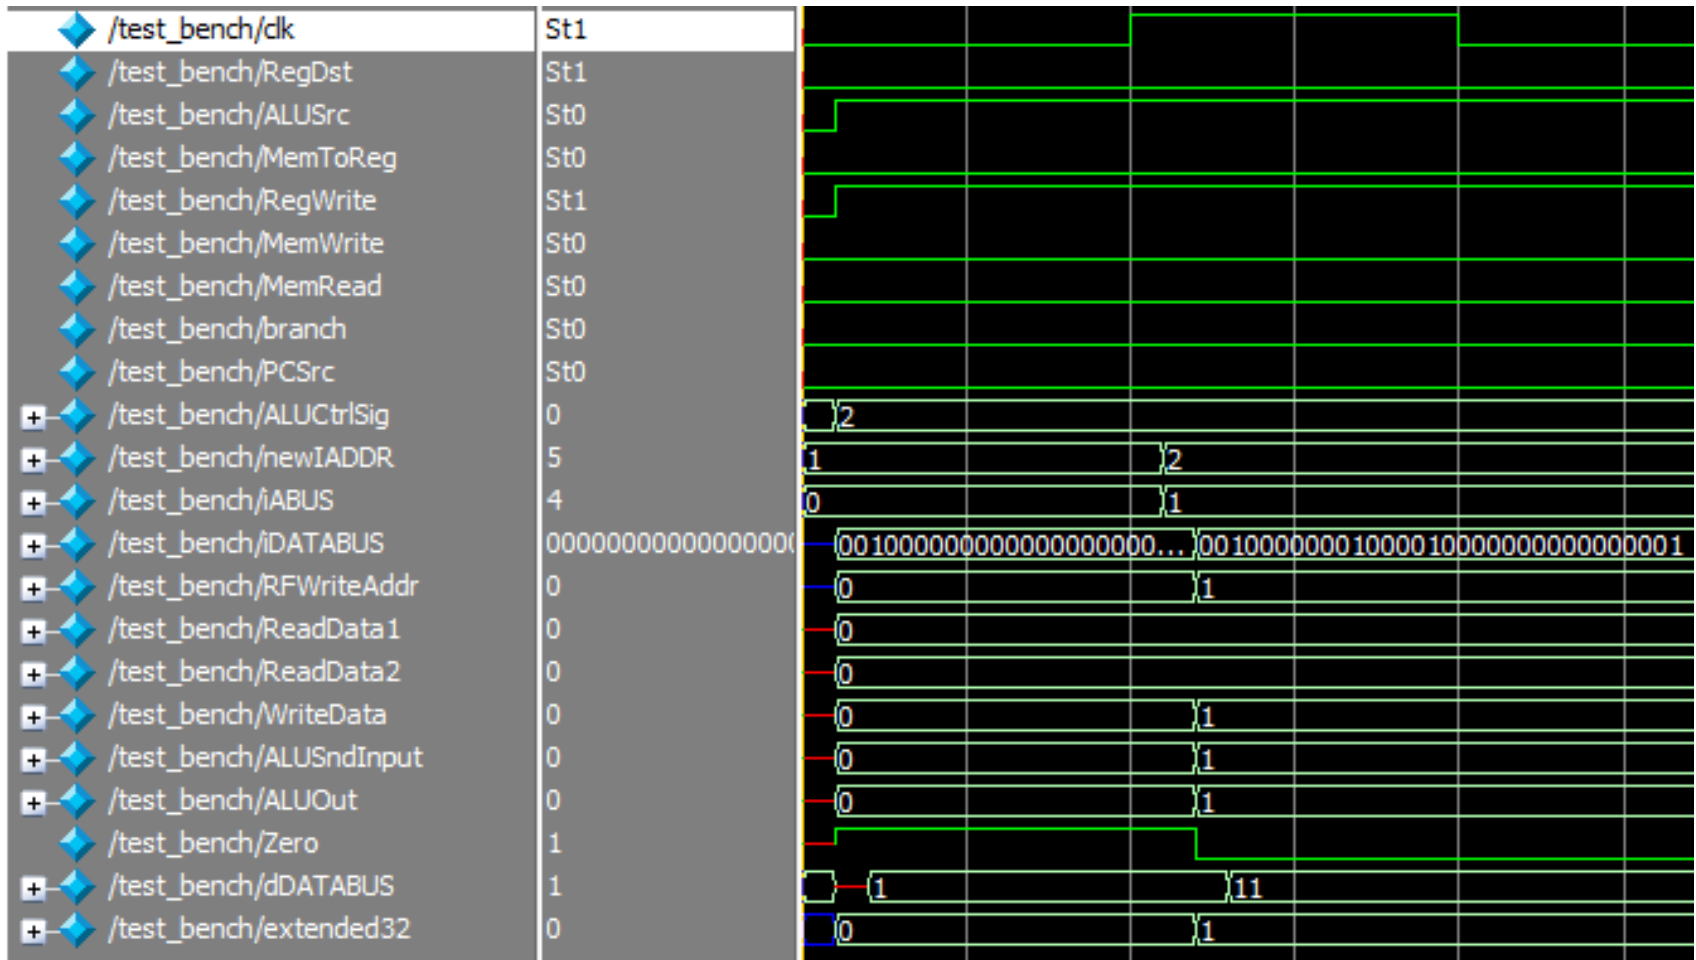 /test_bench/clk St1
/test_bench/RegDst St1
/test_bench/ALUSrc St0
/test_bench/MemToReg St0
/test_bench/RegWrite St1
/test_bench/MemWrite St0
/test_bench/MemRead St0
/test_bench/branch St0
/test_bench/PCSrc St0
/test_bench/ALUCtrlSig 0 2
/test_bench/newIADDR 5 1 2
/test_bench/iABUS 4 0 1
/test_bench/iDATABUS 0000000000000000 001000000000000000000... 00100000001000010000000000000001
/test_bench/RFWriteAddr 0 0 1
/test_bench/ReadData1 0 0
/test_bench/ReadData2 0 0
/test_bench/WriteData 0 0 1
/test_bench/ALUSndInput 0 0 1
/test_bench/ALUOut 0 0 1
/test_bench/Zero 1
/test_bench/dDATABUS 1 1 11
/test_bench/extended32 0 0 1